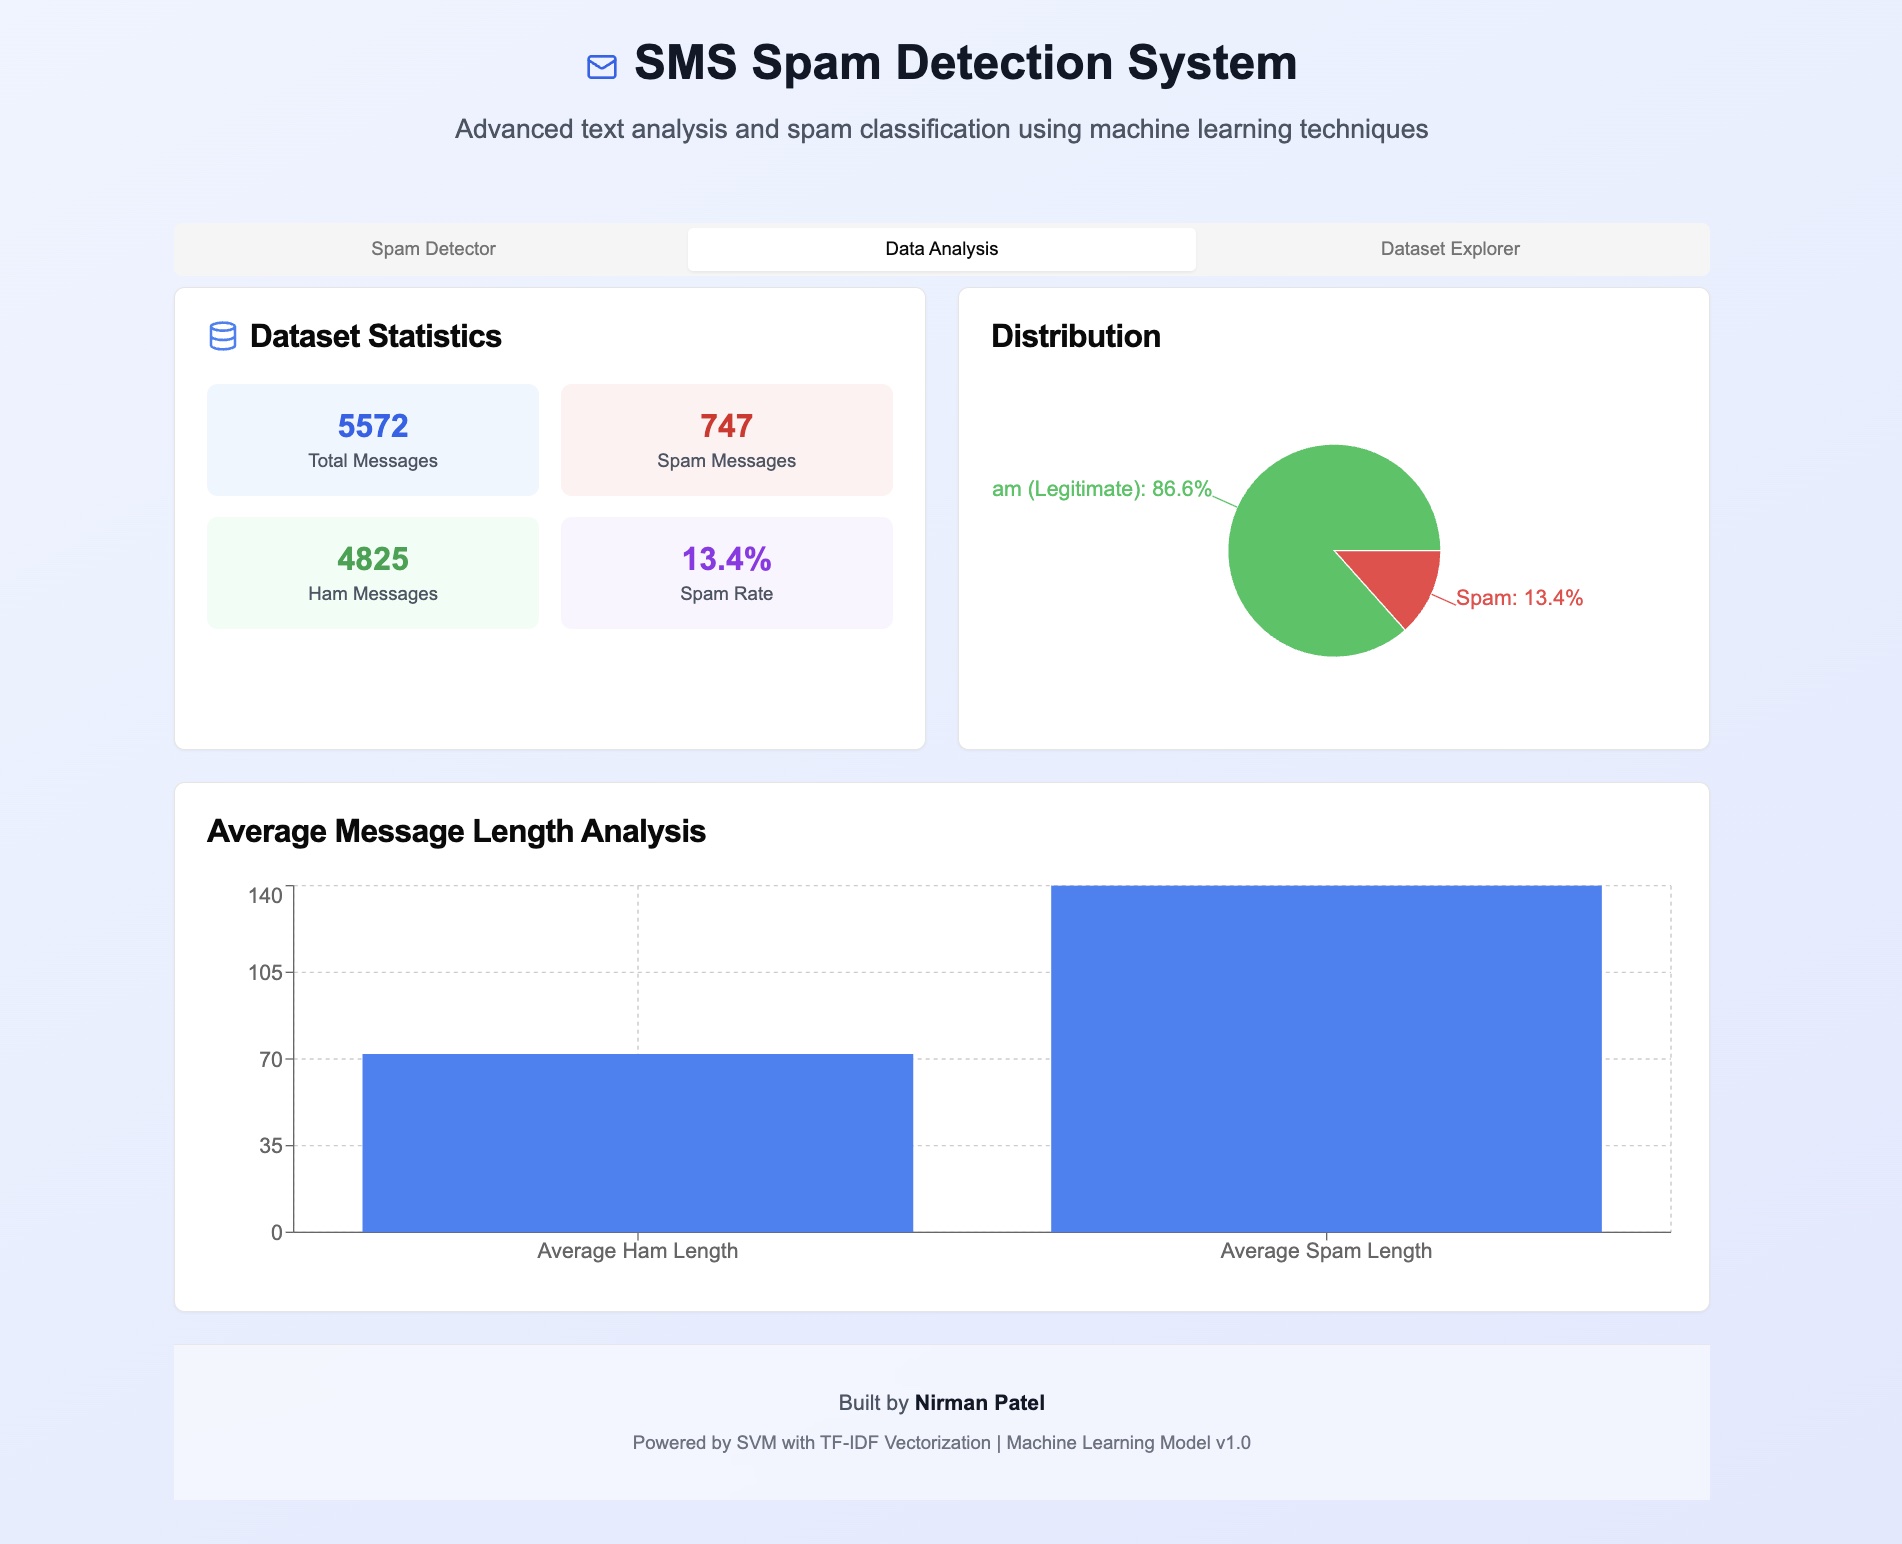 SMS Spam Detection System
Advanced text analysis and spam classification using machine learning techniques
Spam Detector
Data Analysis
Dataset Explorer
Dataset Statistics
5572
Total Messages
747
Spam Messages
4825
Ham Messages
13.4%
Spam Rate
Distribution
am (Legitimate): 86.6%
Spam: 13.4%
Average Message Length Analysis
140
105
70
35
0
Average Ham Length
Average Spam Length
Built by Nirman Patel
Powered by SVM with TF-IDF Vectorization | Machine Learning Model v1.0